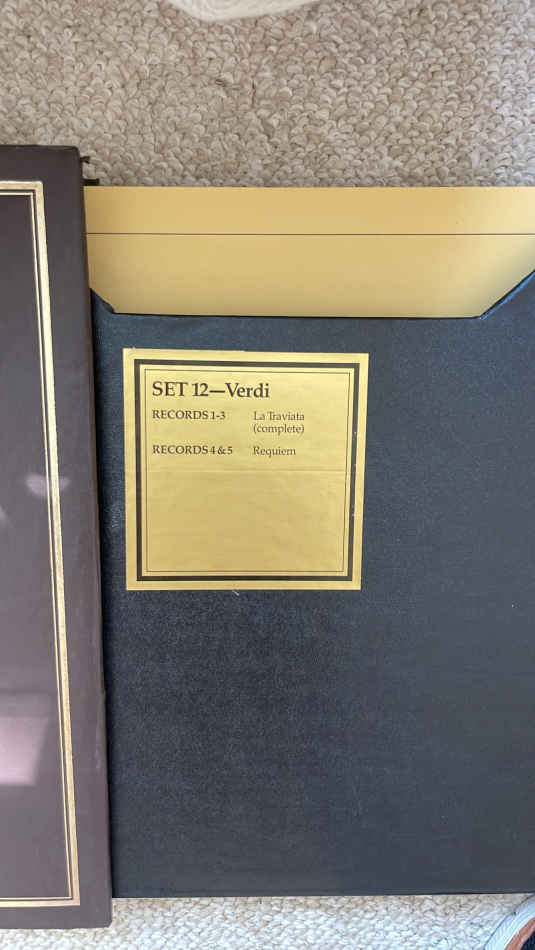 SET 12—Verdi
RECORDS 1-3 La Traviata
(complete)
RECORDS 4 & 5 Requiem